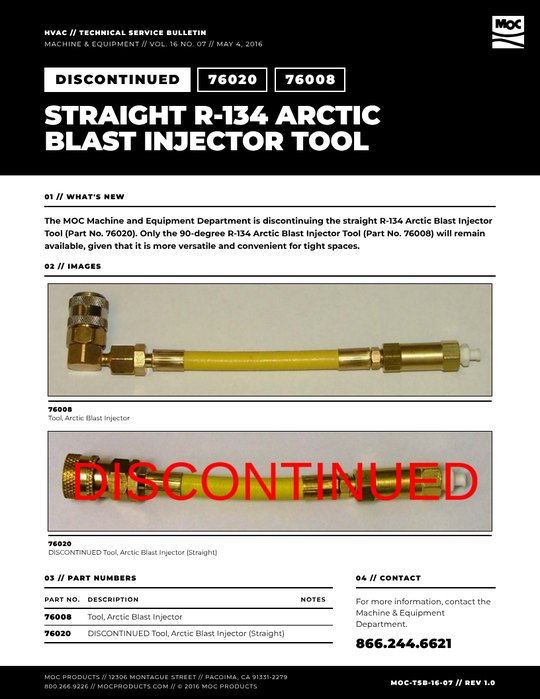 HVAC // TECHNICAL SERVICE BULLETIN
MACHINE & EQUIPMENT // VOL. 16 NO. 07 // MAY 4, 2016
MOC
DISCONTINUED 76020 76008
STRAIGHT R-134 ARCTIC
BLAST INJECTOR TOOL
01 // WHAT'S NEW
The MOC Machine and Equipment Department is discontinuing the straight R-134 Arctic Blast Injector
Tool (Part No. 76020). Only the 90-degree R-134 Arctic Blast Injector Tool (Part No. 76008) will remain
available, given that it is more versatile and convenient for tight spaces.
02 // IMAGES
76008
Tool, Arctic Blast Injector
DISCONTINUED
76020
DISCONTINUED Tool, Arctic Blast Injector (Straight)
03 // PART NUMBERS
PART NO. DESCRIPTION NOTES
76008 Tool, Arctic Blast Injector
76020 DISCONTINUED Tool, Arctic Blast Injector (Straight)
04 // CONTACT
For more information, contact the
Machine & Equipment
Department.
866.244.6621
MOC PRODUCTS // 12306 MONTAGUE STREET // PACOIMA, CA 91331-2279
800.266.9226 // MOCPRODUCTS.COM // © 2016 MOC PRODUCTS
MOC-TSB-16-07 // REV 1.0